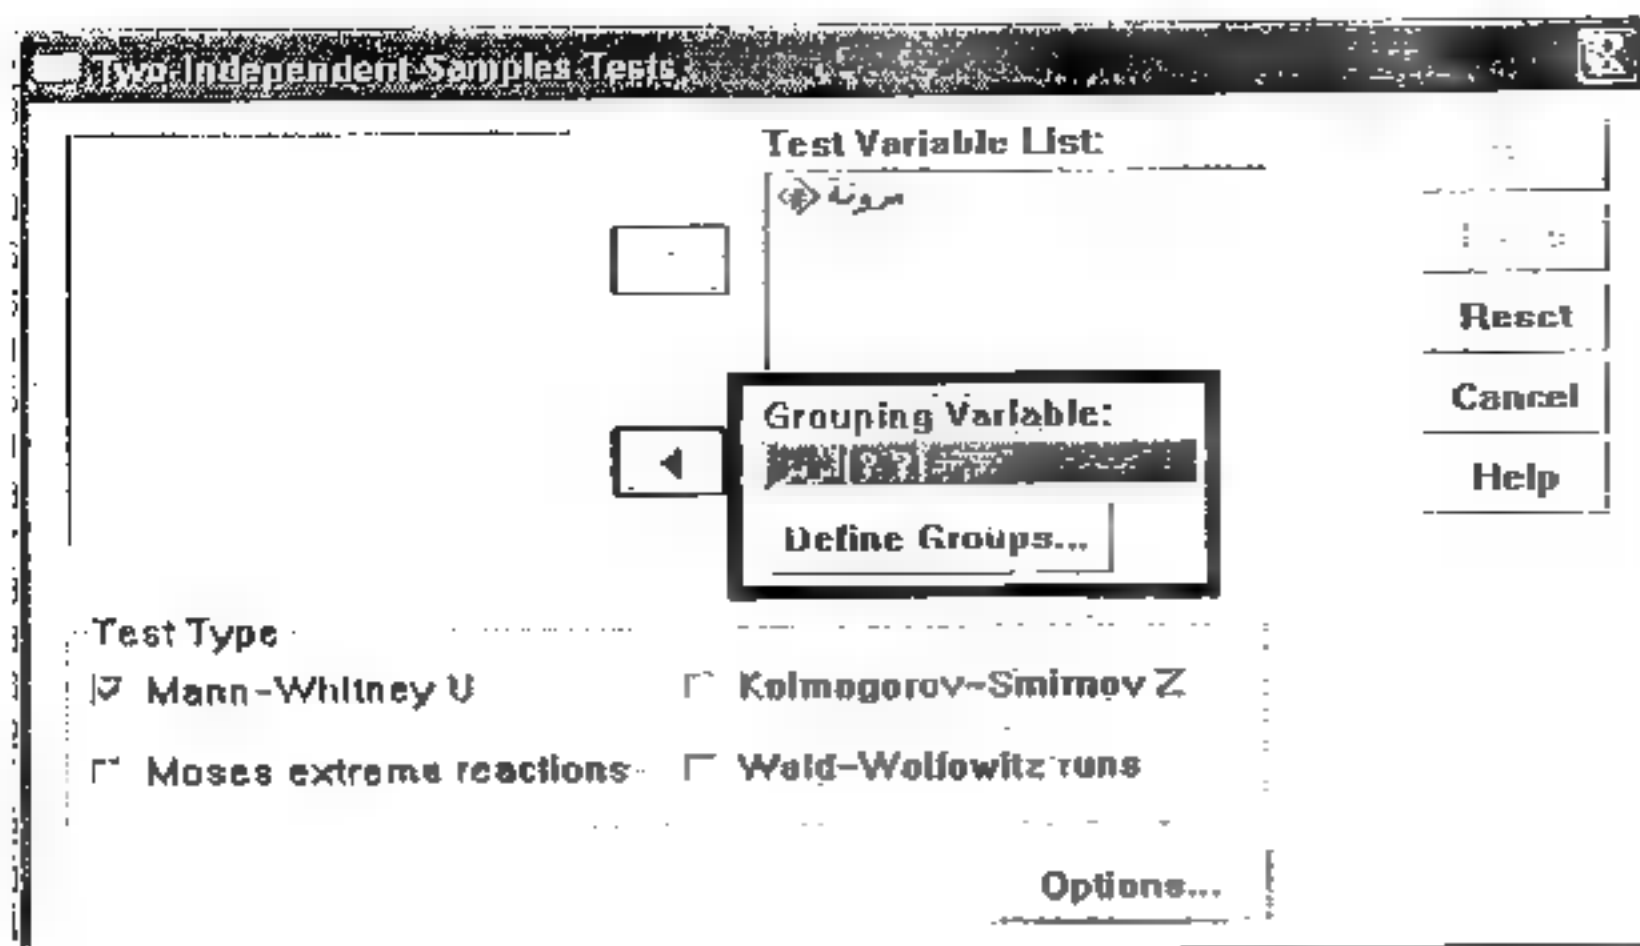 Two-Independent-Samples Tests
Test Variable List:
مرونة
Reset
Cancel
Grouping Variable:
Help
Define Groups...
Test Type
Mann-Whitney U
Kolmogorov-Smirnov Z
Moses extreme reactions
Wald-Wolfowitz runs
Options...